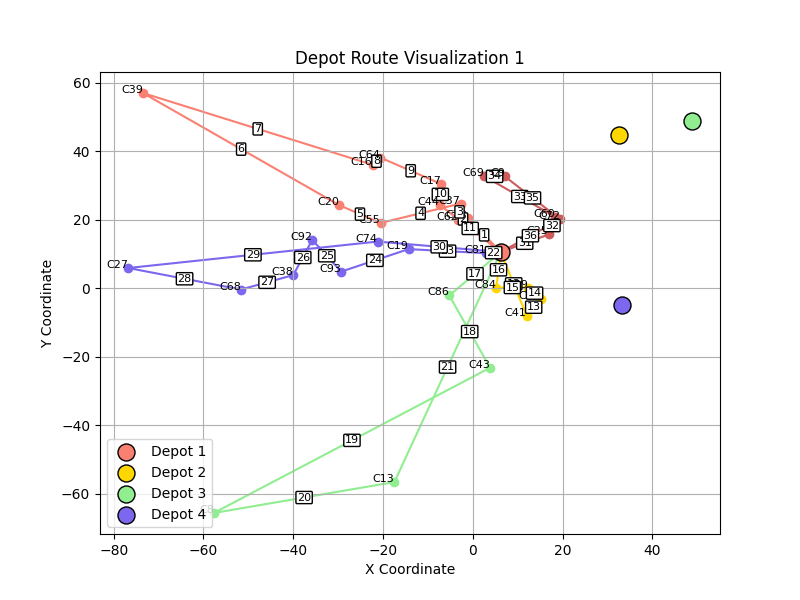 Depot Route Visualization 1
Y Coordinate
60
40
20
0
−20
−40
−60
C39
7
6
C64
C16
8
9
C17
10
C44
C37
C69
34
33
35
C20
5
C55
4
3
11
1
32
36
31
C92
C74
C19
30
C81
22
C27
29
26
25
24
C93
28
C68
27
C38
17
16
C84
15
14
13
C41
C86
18
C43
21
19
C13
20
Depot 1
Depot 2
Depot 3
Depot 4
−80
−60
−40
−20
0
20
40
X Coordinate